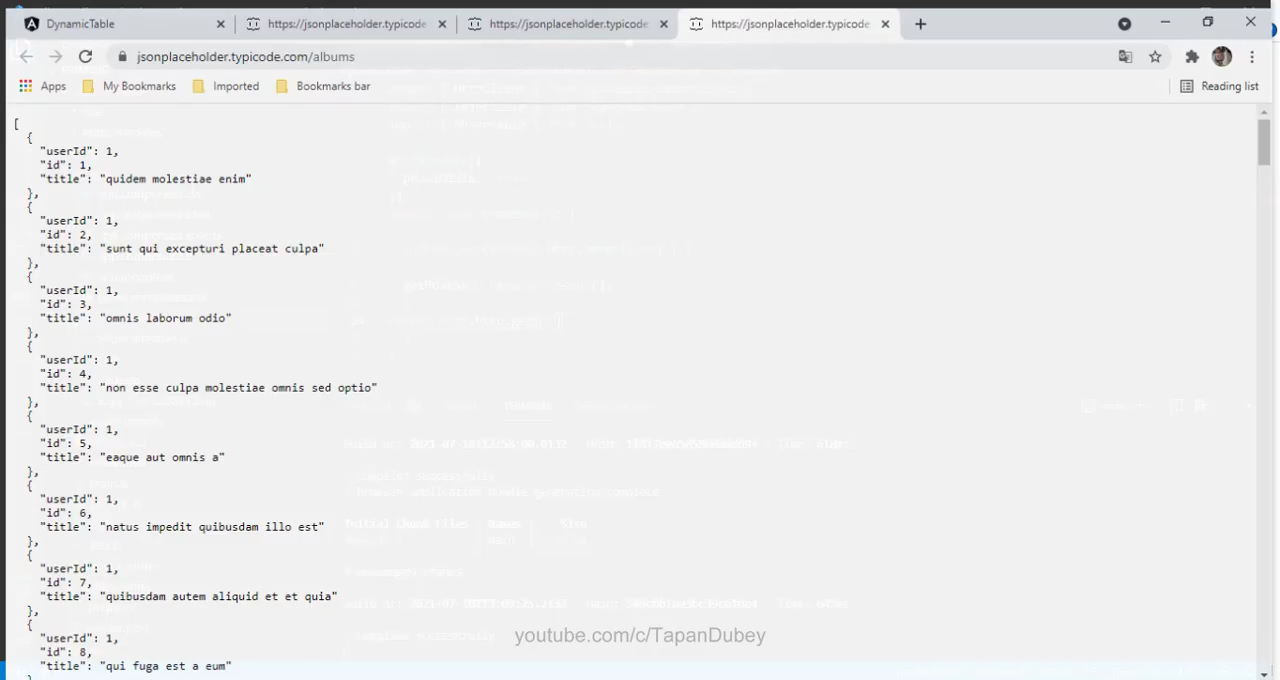 DynamicTable
https://jsonplaceholder.typicode
https://jsonplaceholder.typicode
https://jsonplaceholder.typicode
jsonplaceholder.typicode.com/albums
Apps
My Bookmarks
Imported
Bookmarks bar
Reading list
[
{
"userId": 1,
"id": 1,
"title": "quidem molestiae enim"
},
{
"userId": 1,
"id": 2,
"title": "sunt qui excepturi placeat culpa"
},
{
"userId": 1,
"id": 3,
"title": "omnis laborum odio"
},
{
"userId": 1,
"id": 4,
"title": "non esse culpa molestiae omnis sed optio"
},
{
"userId": 1,
"id": 5,
"title": "eaque aut omnis a"
},
{
"userId": 1,
"id": 6,
"title": "natus impedit quibusdam illo est"
},
{
"userId": 1,
"id": 7,
"title": "quibusdam autem aliquid et et quia"
},
{
"userId": 1,
"id": 8,
"title": "qui fuga est a eum"
youtube.com/c/TapanDubey